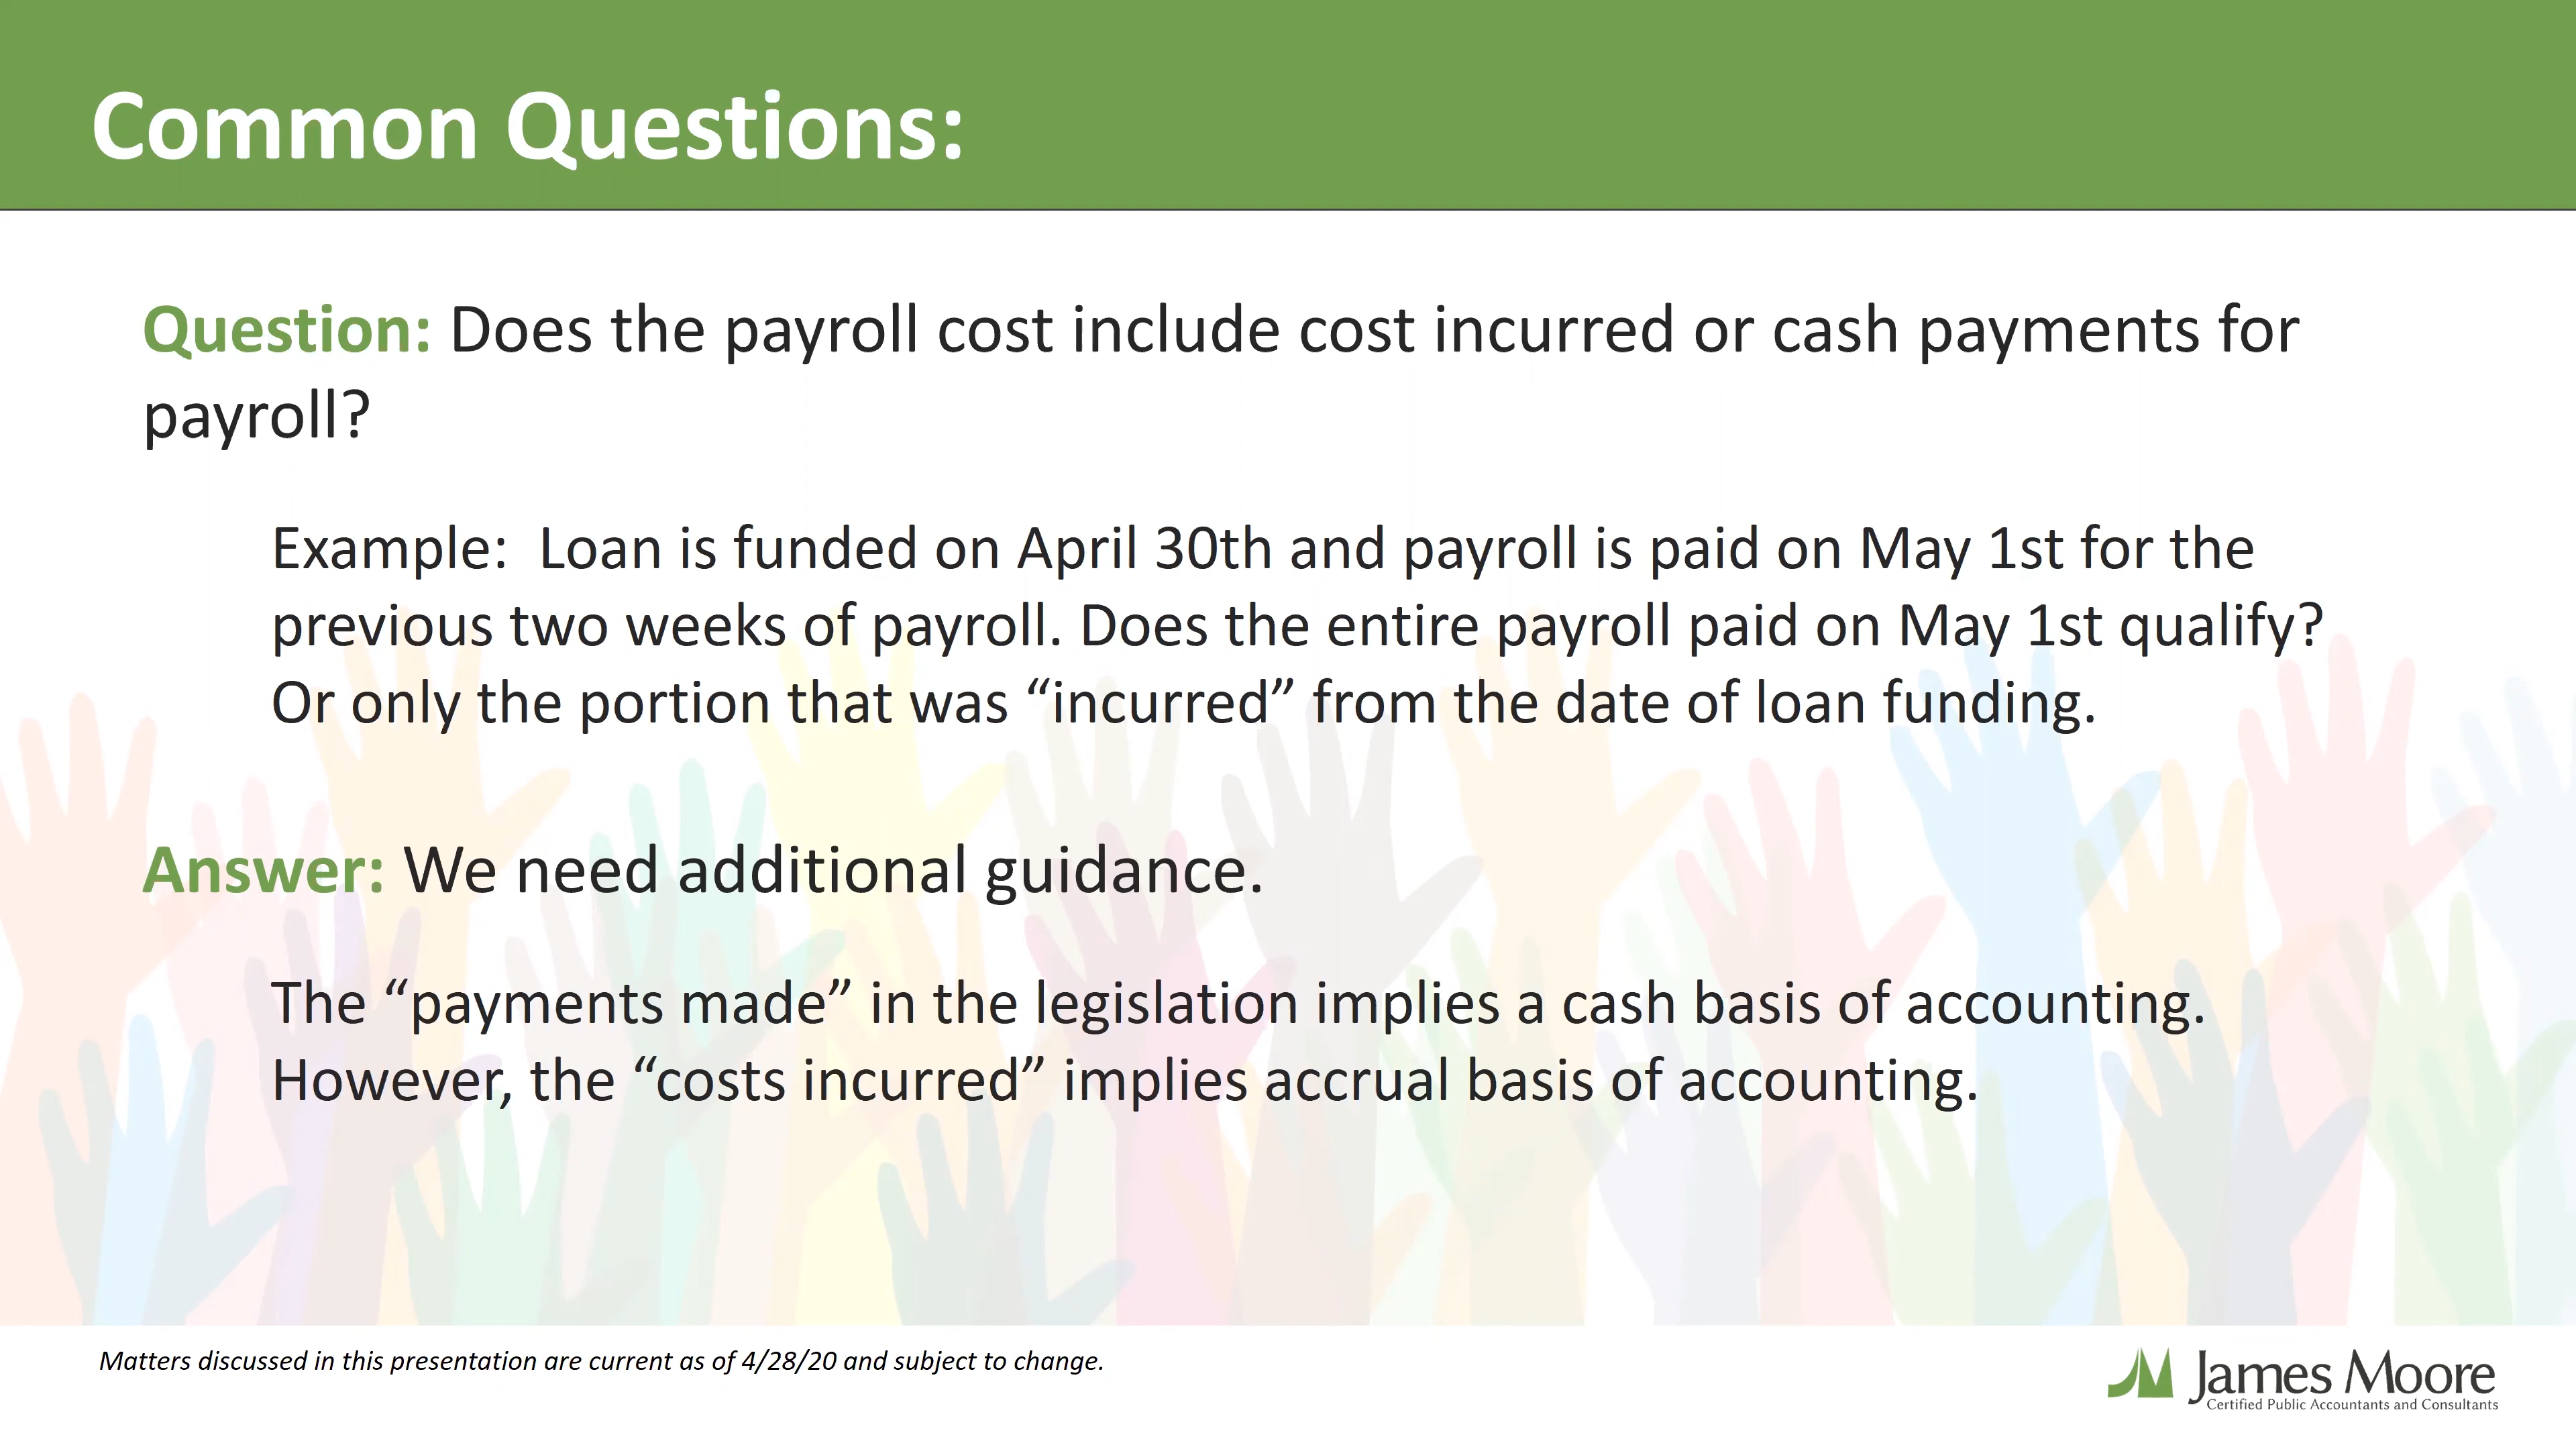 Common Questions:
Question: Does the payroll cost include cost incurred or cash payments for
payroll?
Example:  Loan is funded on April 30th and payroll is paid on May 1st for the
previous two weeks of payroll. Does the entire payroll paid on May 1st qualify?
Or only the portion that was “incurred” from the date of loan funding.
Answer: We need additional guidance.
The “payments made” in the legislation implies a cash basis of accounting.
However, the “costs incurred” implies accrual basis of accounting.
Matters discussed in this presentation are current as of 4/28/20 and subject to change.
James Moore
Certified Public Accountants and Consultants